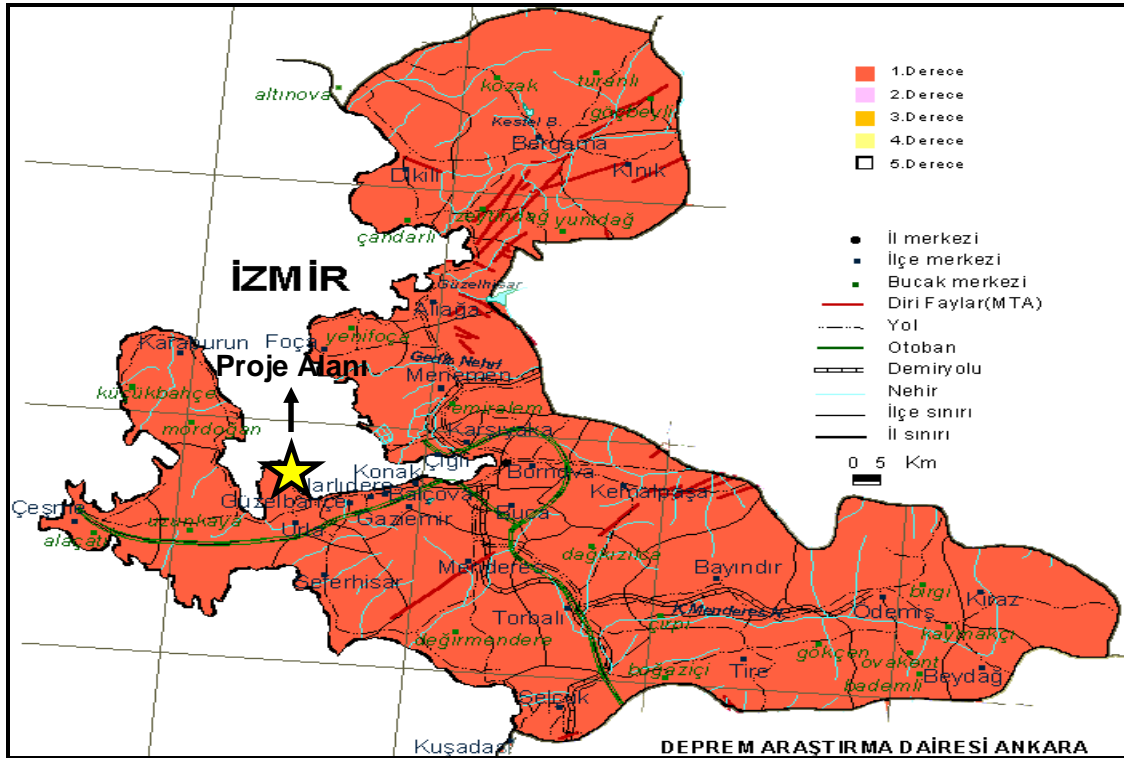 altınova
kozak
turanlı
göçbeyli
Kestel B.
Bergama
Dikili
Kınık
zeytindağ
yuntdağ
çandarlı
İZMİR
Güzelhisar
Aliağa
Karaburun
Foça
yenifoça
Proje Alanı
Gediz Nehri
Menemen
küçükbahçe
mordoğan
emiralem
Karşıyaka
Çiğli
Konak
Bornova
Narlıdere
Balçova
Kemalpaşa
Güzelbahçe
Gaziemir
Buca
Çeşme
alaçatı
uzunkuyu
Urla
Seferhisar
Menderes
dağkızılca
Bayındır
Torbalı
K.Menderes N.
çırpı
değirmendere
boğaziçi
Tire
Selçuk
Kuşadası
Ödemiş
birgi
Kiraz
kaymakçı
gökçen
ovakent
bademli
Beydağ
1.Derece
2.Derece
3.Derece
4.Derece
5.Derece
İl merkezi
İlçe merkezi
Bucak merkezi
Diri Faylar(MTA)
Yol
Otoban
Demiryolu
Nehir
İlçe sınırı
İl sınırı
0 5 Km
DEPREM ARAŞTIRMA DAİRESİ ANKARA